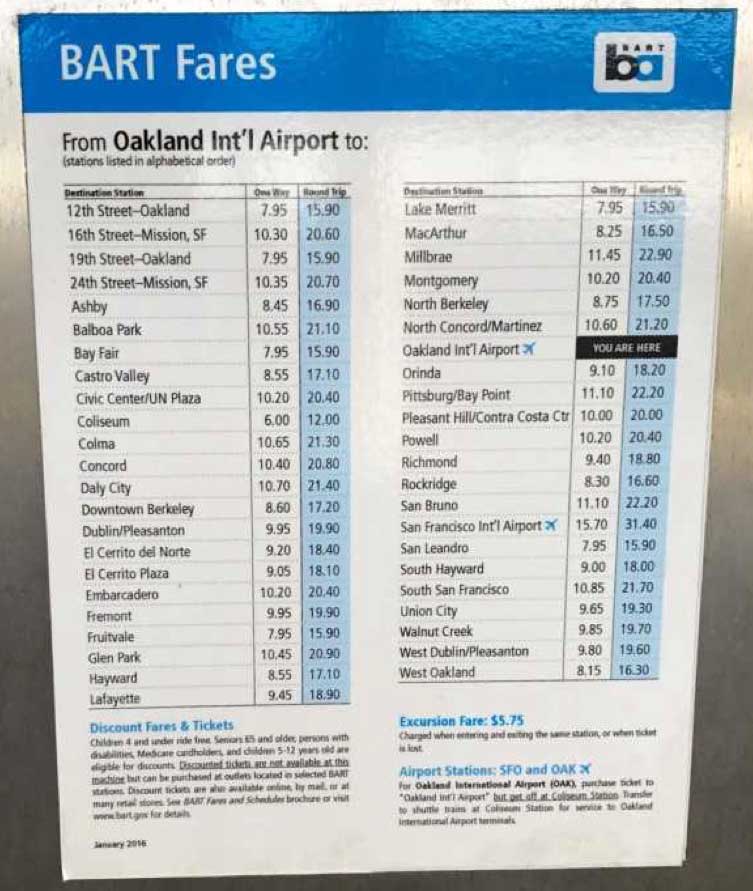 BART Fares
BART
ba
From Oakland Int'l Airport to:
(stations listed in alphabetical order)
Destination Station One Way Round Trip
12th Street–Oakland 7.95 15.90
16th Street–Mission, SF 10.30 20.60
19th Street–Oakland 7.95 15.90
24th Street–Mission, SF 10.35 20.70
Ashby 8.45 16.90
Balboa Park 10.55 21.10
Bay Fair 7.95 15.90
Castro Valley 8.55 17.10
Civic Center/UN Plaza 10.20 20.40
Coliseum 6.00 12.00
Colma 10.65 21.30
Concord 10.40 20.80
Daly City 10.70 21.40
Downtown Berkeley 8.60 17.20
Dublin/Pleasanton 9.95 19.90
El Cerrito del Norte 9.20 18.40
El Cerrito Plaza 9.05 18.10
Embarcadero 10.20 20.40
Fremont 9.95 19.90
Fruitvale 7.95 15.90
Glen Park 10.45 20.90
Hayward 8.55 17.10
Lafayette 9.45 18.90
Discount Fares & Tickets
Children 4 and under ride free. Seniors 65 and older, persons with
disabilities, Medicare cardholders, and children 5-12 years old are
eligible for discounts. Discounted tickets are not available at this
machine but can be purchased at outlets located in selected BART
stations. Discount tickets are also available online, by mail, or at
many retail stores. See BART Fares and Schedules brochure or visit
www.bart.gov for details.
January 2016
Destination Station One Way Round Trip
Lake Merritt 7.95 15.90
MacArthur 8.25 16.50
Millbrae 11.45 22.90
Montgomery 10.20 20.40
North Berkeley 8.75 17.50
North Concord/Martinez 10.60 21.20
Oakland Int'l Airport YOU ARE HERE
Orinda 9.10 18.20
Pittsburg/Bay Point 11.10 22.20
Pleasant Hill/Contra Costa Ctr 10.00 20.00
Powell 10.20 20.40
Richmond 9.40 18.80
Rockridge 8.30 16.60
San Bruno 11.10 22.20
San Francisco Int'l Airport 15.70 31.40
San Leandro 7.95 15.90
South Hayward 9.00 18.00
South San Francisco 10.85 21.70
Union City 9.65 19.30
Walnut Creek 9.85 19.70
West Dublin/Pleasanton 9.80 19.60
West Oakland 8.15 16.30
Excursion Fare: $5.75
Charged when entering and exiting the same station, or when ticket
is lost.
Airport Stations: SFO and OAK
For Oakland International Airport (OAK), purchase ticket to
"Oakland Int'l Airport" but get off at Coliseum Station. Transfer
to shuttle trains at Coliseum Station for service to Oakland
International Airport terminals.